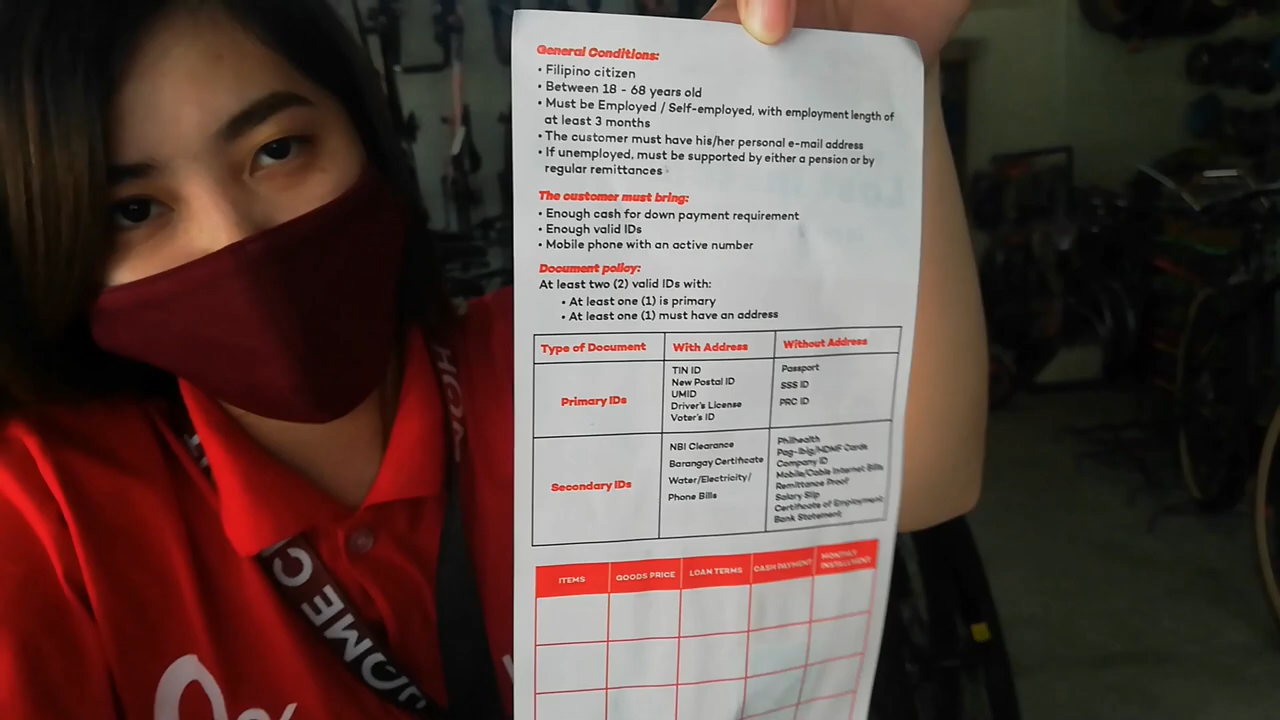 General Conditions:
• Filipino citizen
• Between 18 - 68 years old
• Must be Employed / Self-employed, with employment length of
at least 3 months
• The customer must have his/her personal e-mail address
• If unemployed, must be supported by either a pension or by
regular remittances
The customer must bring:
• Enough cash for down payment requirement
• Enough valid IDs
• Mobile phone with an active number
Document policy:
At least two (2) valid IDs with:
• At least one (1) is primary
• At least one (1) must have an address
Type of Document With Address Without Address
Primary IDs
TIN ID
New Postal ID
UMID
Driver's License
Voter's ID
Passport
SSS ID
PRC ID
Secondary IDs
NBI Clearance
Barangay Certificate
Water/Electricity/
Phone Bills
Philhealth
Pag-ibig/HDMF Cards
Company ID
Mobile/Cable Internet Bills
Remittance Proof
Salary Slip
Certificate of Employment
Bank Statement
ITEMS GOODS PRICE LOAN TERMS CASH PAYMENT MONTHLY
INSTALLMENT
HOME C
0%